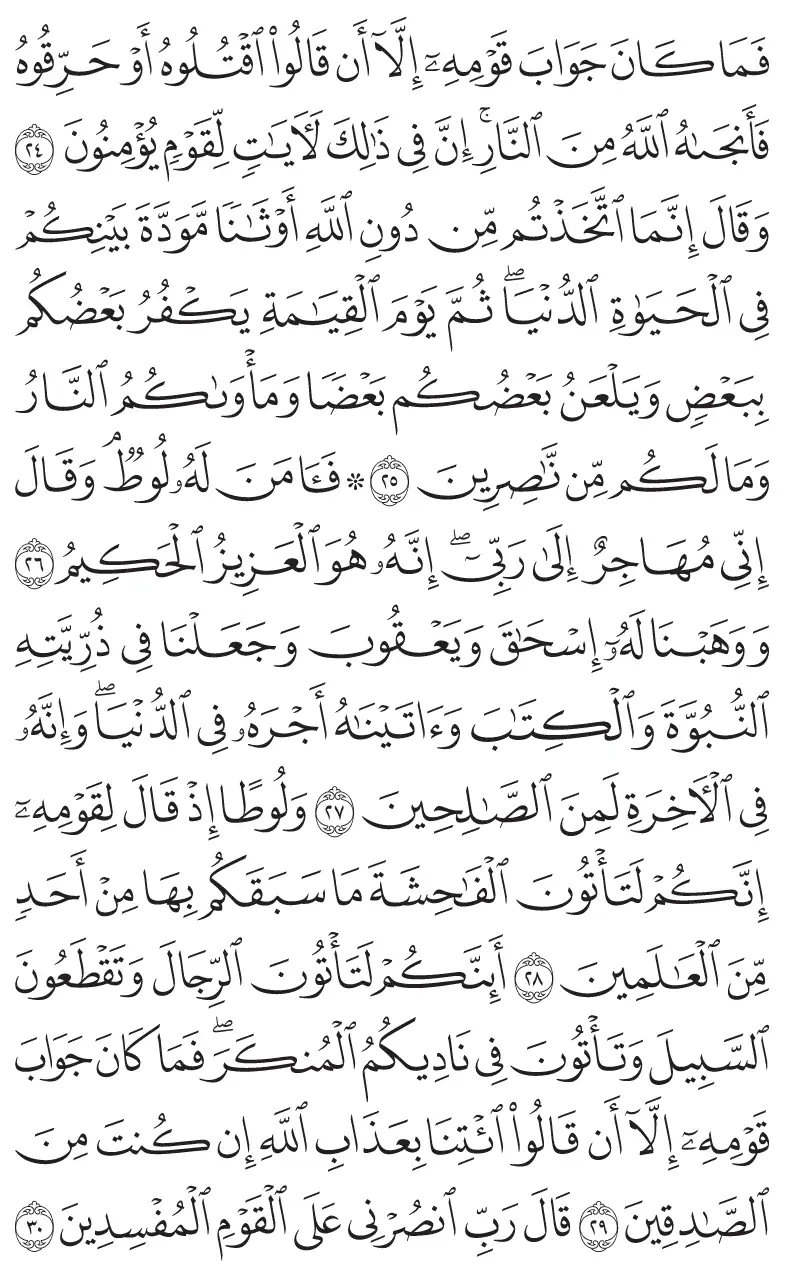 فَمَا كَانَ جَوَابَ قَوْمِهِۦٓ إِلَّآ أَن قَالُوا۟ ٱقْتُلُوهُ أَوْ حَرِّقُوهُ
فَأَنجَىٰهُ ٱللَّهُ مِنَ ٱلنَّارِۚ إِنَّ فِى ذَٰلِكَ لَـَٔايَٰتٍ لِّقَوْمٍ يُؤْمِنُونَ ٢٤
وَقَالَ إِنَّمَا ٱتَّخَذْتُم مِّن دُونِ ٱللَّهِ أَوْثَٰنًا مَّوَدَّةَ بَيْنِكُمْ
فِى ٱلْحَيَوٰةِ ٱلدُّنْيَاۖ ثُمَّ يَوْمَ ٱلْقِيَٰمَةِ يَكْفُرُ بَعْضُكُم
بِبَعْضٍ وَيَلْعَنُ بَعْضُكُم بَعْضًا وَمَأْوَىٰكُمُ ٱلنَّارُ
وَمَا لَكُم مِّن نَّٰصِرِينَ ٢٥ ۞ فَـَٔامَنَ لَهُۥ لُوطٌۘ وَقَالَ
إِنِّى مُهَاجِرٌ إِلَىٰ رَبِّىٓۖ إِنَّهُۥ هُوَ ٱلْعَزِيزُ ٱلْحَكِيمُ ٢٦
وَوَهَبْنَا لَهُۥٓ إِسْحَٰقَ وَيَعْقُوبَ وَجَعَلْنَا فِى ذُرِّيَّتِهِ
ٱلنُّبُوَّةَ وَٱلْكِتَٰبَ وَءَاتَيْنَٰهُ أَجْرَهُۥ فِى ٱلدُّنْيَاۖ وَإِنَّهُۥ
فِى ٱلْـَٔاخِرَةِ لَمِنَ ٱلصَّٰلِحِينَ ٢٧ وَلُوطًا إِذْ قَالَ لِقَوْمِهِۦٓ
إِنَّكُمْ لَتَأْتُونَ ٱلْفَٰحِشَةَ مَا سَبَقَكُم بِهَا مِنْ أَحَدٍ
مِّنَ ٱلْعَٰلَمِينَ ٢٨ أَئِنَّكُمْ لَتَأْتُونَ ٱلرِّجَالَ وَتَقْطَعُونَ
ٱلسَّبِيلَ وَتَأْتُونَ فِى نَادِيكُمُ ٱلْمُنكَرَۖ فَمَا كَانَ جَوَابَ
قَوْمِهِۦٓ إِلَّآ أَن قَالُوا۟ ٱئْتِنَا بِعَذَابِ ٱللَّهِ إِن كُنتَ مِنَ
ٱلصَّٰدِقِينَ ٢٩ قَالَ رَبِّ ٱنصُرْنِى عَلَى ٱلْقَوْمِ ٱلْمُفْسِدِينَ ٣٠